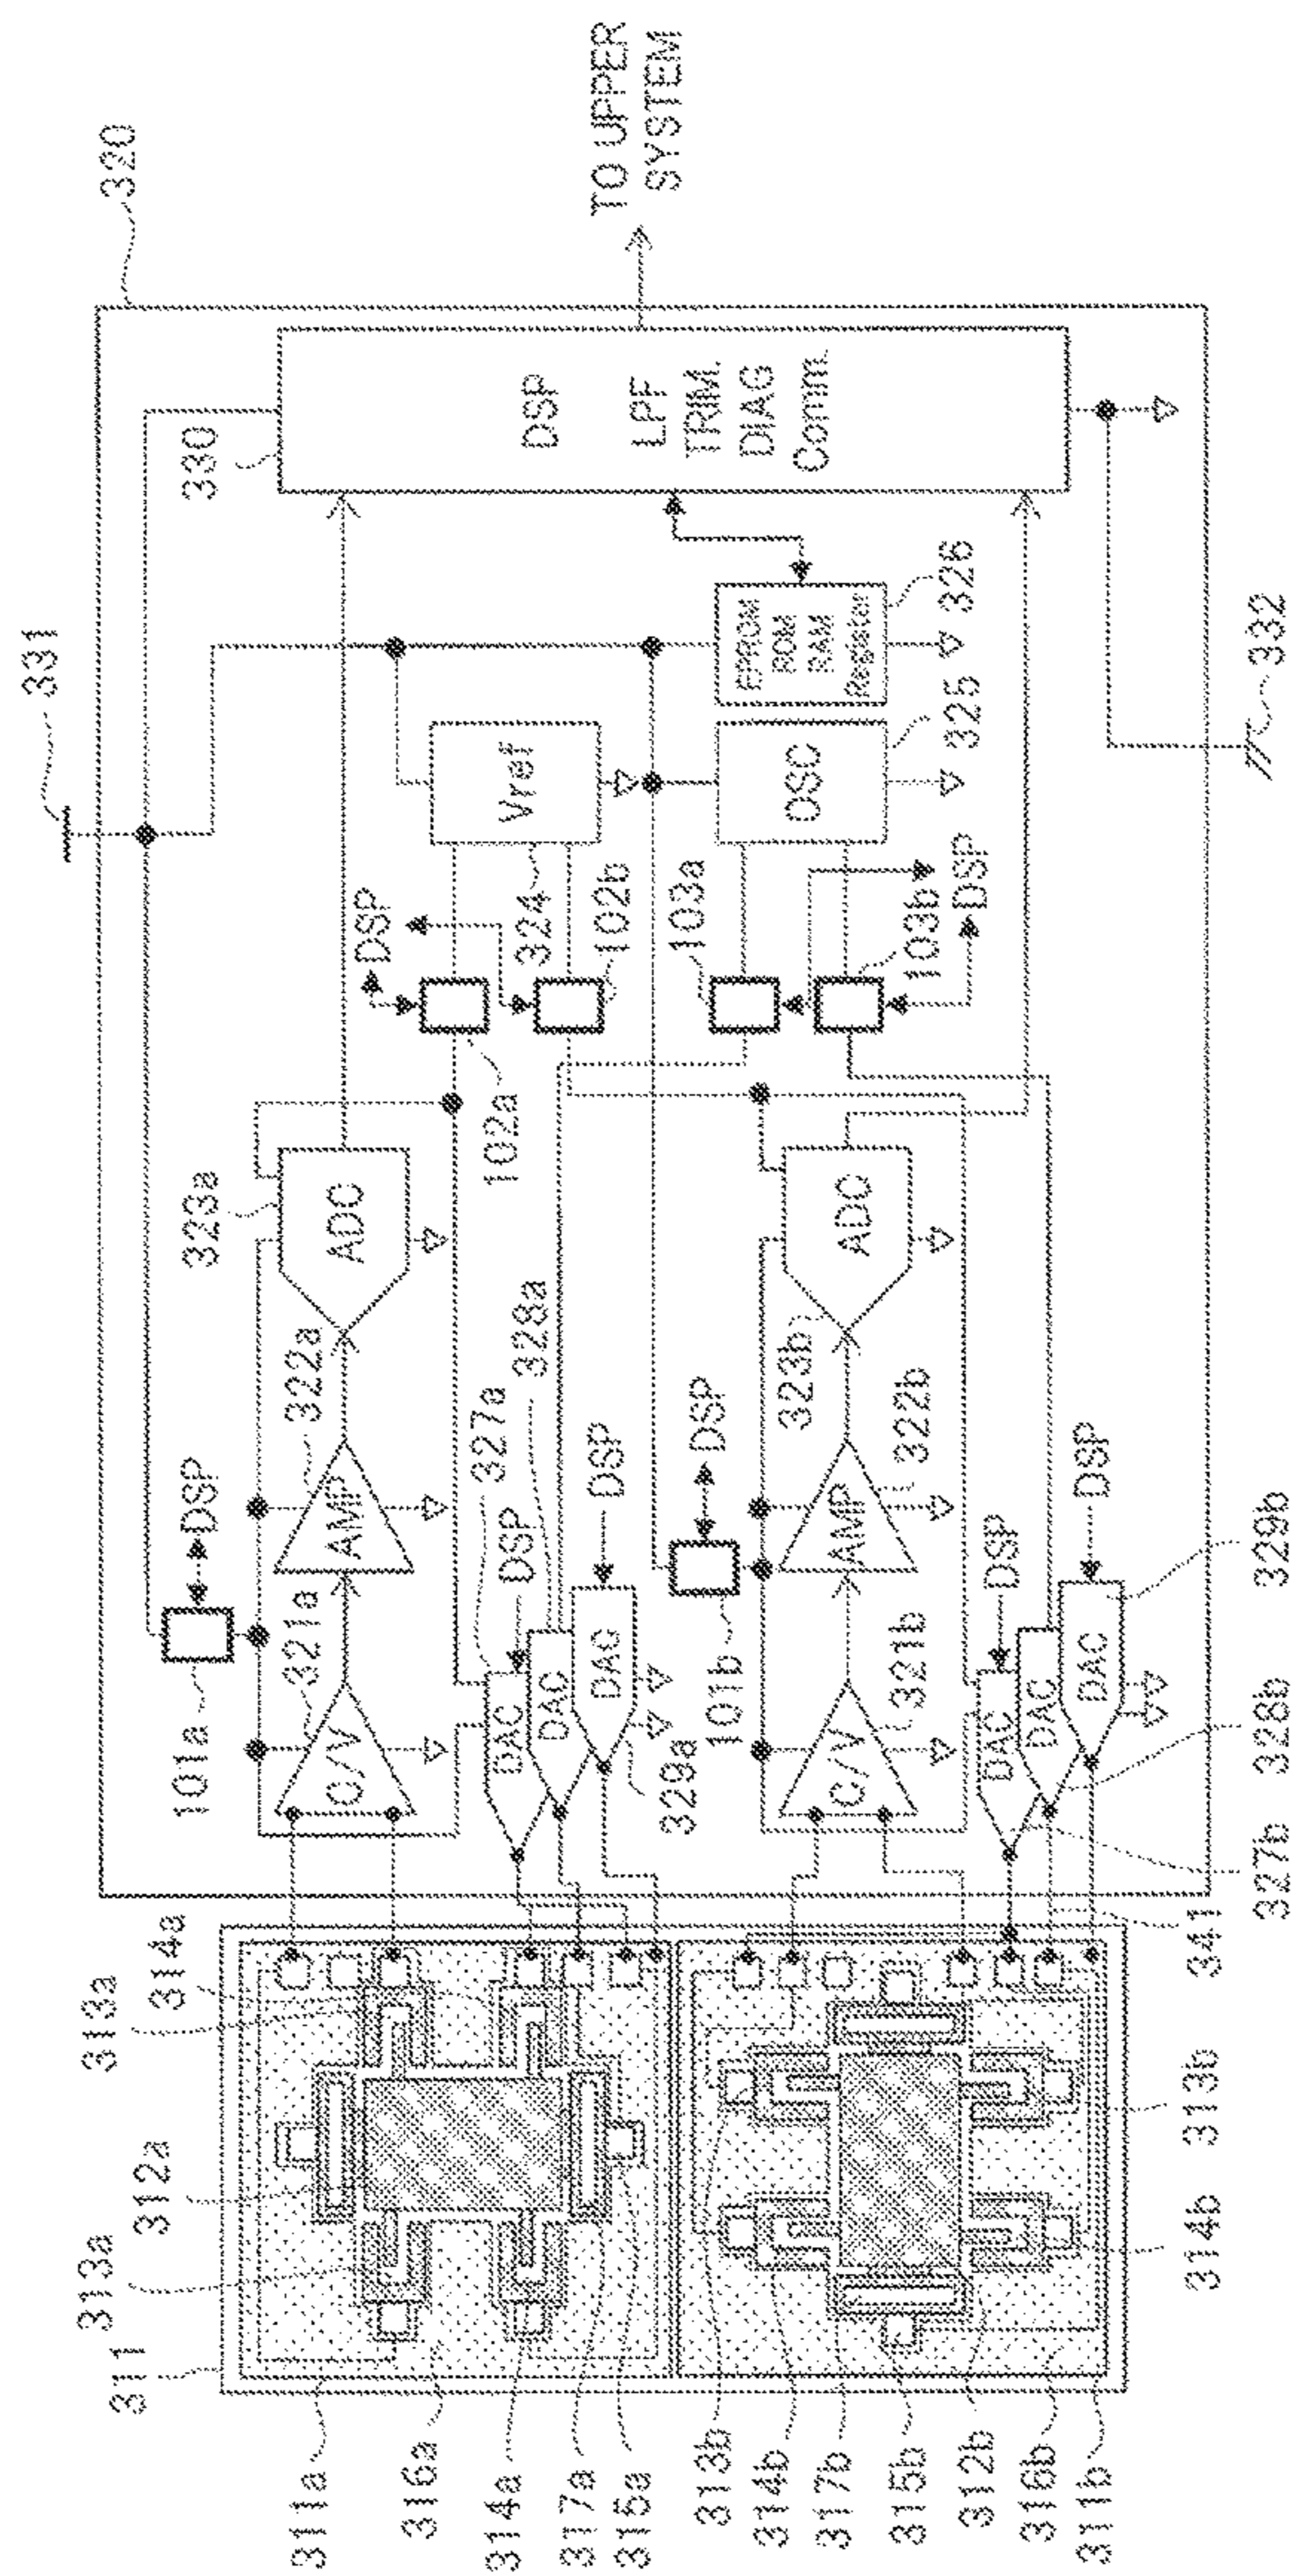 331
320
330
DSP
LPF
TRIM.
DIAG
Comm.
TO UPPER
SYSTEM
101a
DSP
321a
C/V
322a
AMP
323a
ADC
102a
DSP
324
Vref
102b
327a
328a
DSP
DAC
DAC
DAC
DSP
329a
103a
OSC
325
EPROM
ROM
RAM
Register
326
103b
DSP
101b
DSP
321b
C/V
322b
AMP
323b
ADC
DSP
DAC
DAC
DAC
DSP
327b
328b
329b
332
341
311
313a
312a
313a
314a
311a
316a
314a
317a
315a
313b
314b
317b
315b
312b
316b
311b
314b
313b